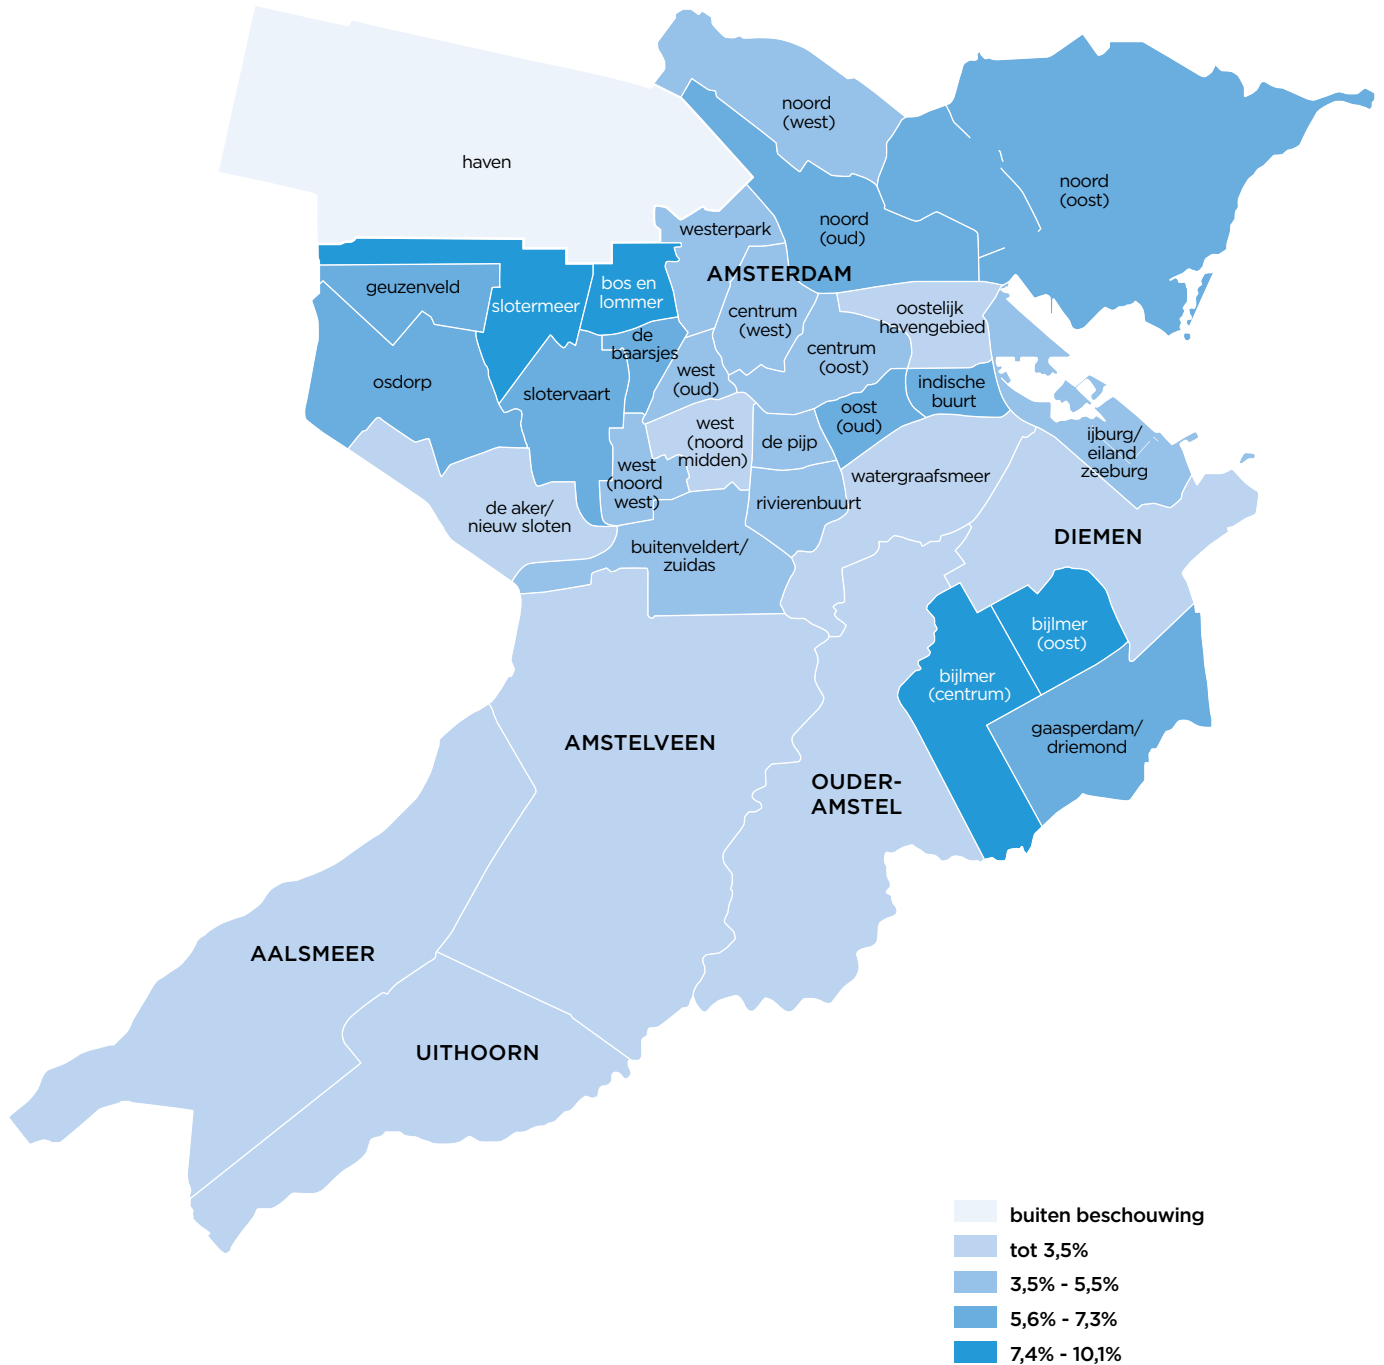 noord
(west)
haven
noord
(oost)
noord
(oud)
westerpark
AMSTERDAM
geuzenveld
slotermeer
bos en
lommer
centrum
(west)
oostelijk
havengebied
de
baarsjes
centrum
(oost)
osdorp
slotervaart
west
(oud)
indische
buurt
oost
(oud)
west
(noord
midden)
de pijp
ijburg/
eiland
zeeburg
west
(noord
west)
watergraafsmeer
rivierenbuurt
de aker/
nieuw sloten
DIEMEN
buitenveldert/
zuidas
bijlmer
(oost)
bijlmer
(centrum)
gaasperdam/
driemond
AMSTELVEEN
OUDER-
AMSTEL
AALSMEER
UITHOORN
buiten beschouwing
tot 3,5%
3,5% - 5,5%
5,6% - 7,3%
7,4% - 10,1%